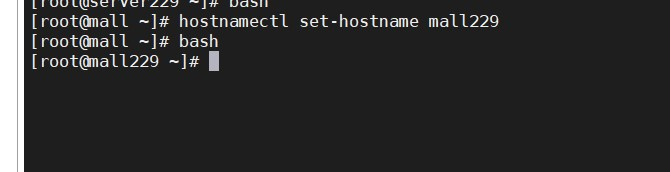 [root@server229 ~]# bash
[root@mall ~]# hostnamectl set-hostname mall229
[root@mall ~]# bash
[root@mall229 ~]#